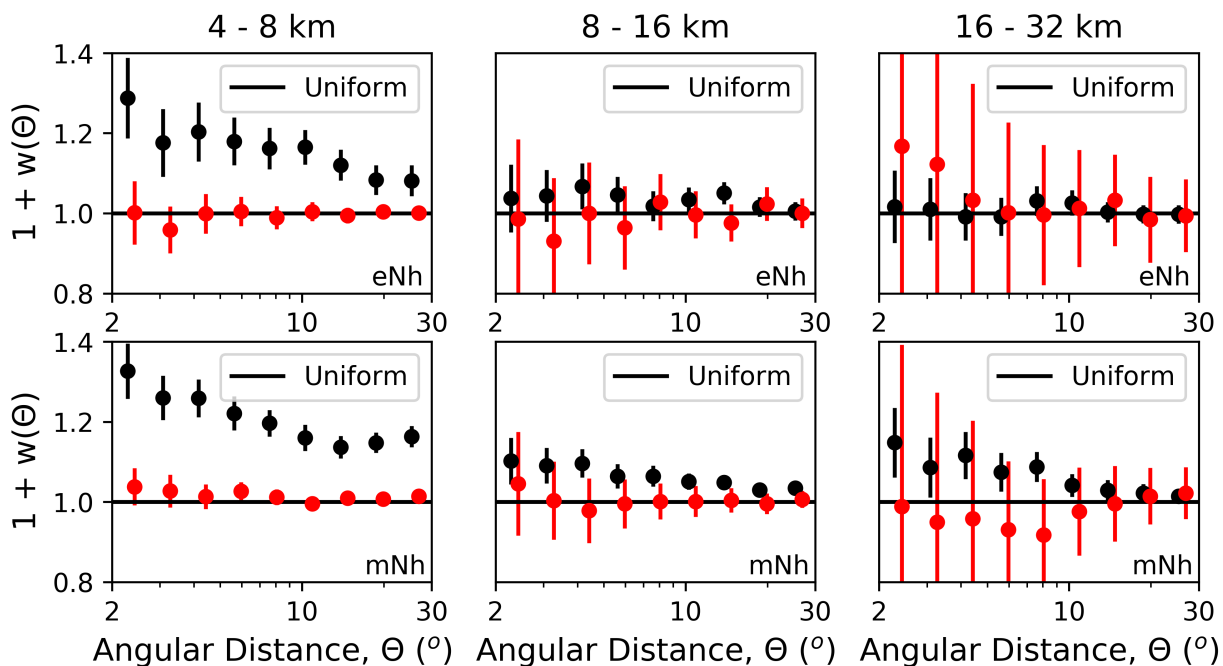 4 - 8 km 8 - 16 km 16 - 32 km
1.4 Uniform Uniform Uniform
1 + w(Θ)
1.2
1.0
0.8 eNh eNh eNh
2 10 30 2 10 30 2 10 30
1.4 Uniform Uniform Uniform
1 + w(Θ)
1.2
1.0
0.8 mNh mNh mNh
2 10 30 2 10 30 2 10 30
Angular Distance, Θ (°) Angular Distance, Θ (°) Angular Distance, Θ (°)